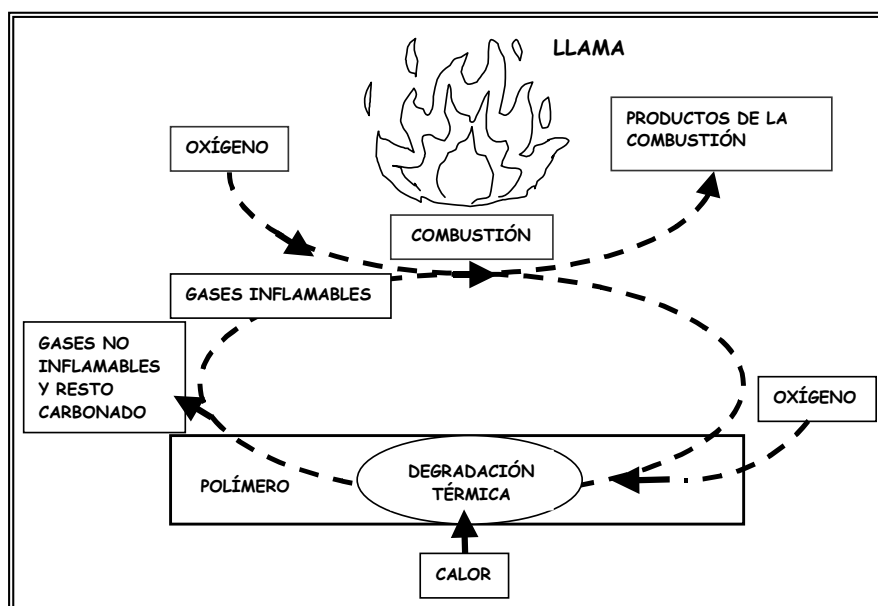 LLAMA
PRODUCTOS DE LA
COMBUSTIÓN
OXÍGENO
COMBUSTIÓN
GASES INFLAMABLES
GASES NO
INFLAMABLES
Y RESTO
CARBONADO
OXÍGENO
DEGRADACIÓN
TÉRMICA
POLÍMERO
CALOR